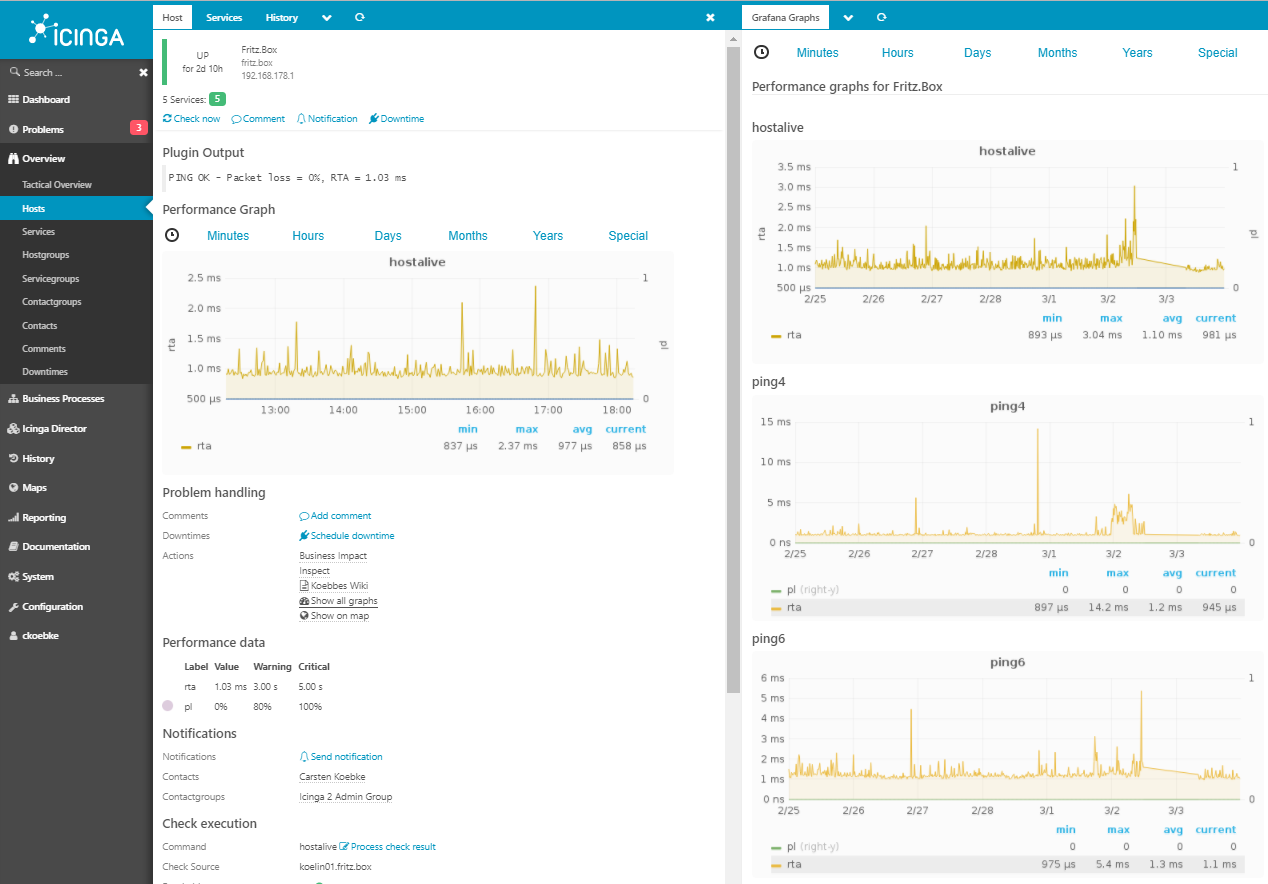 ICINGA
Search ...
Dashboard
Problems 3
Overview
Tactical Overview
Hosts
Services
Hostgroups
Servicegroups
Contactgroups
Contacts
Comments
Downtimes
Business Processes
Icinga Director
History
Maps
Reporting
Documentation
System
Configuration
ckoebke
Host Services History
UP
for 2d 10h
Fritz.Box
fritz.box
192.168.178.1
5 Services: 5
Check now Comment Notification Downtime
Plugin Output
PING OK - Packet loss = 0%, RTA = 1.03 ms
Performance Graph
Minutes Hours Days Months Years Special
hostalive
2.5 ms 1
2.0 ms
1.5 ms
rta pl
1.0 ms
500 µs 0
13:00 14:00 15:00 16:00 17:00 18:00
min max avg current
rta 837 µs 2.37 ms 977 µs 858 µs
Problem handling
Comments Add comment
Downtimes Schedule downtime
Actions Business Impact
Inspect
Koebbes Wiki
Show all graphs
Show on map
Performance data
Label Value Warning Critical
rta 1.03 ms 3.00 s 5.00 s
pl 0% 80% 100%
Notifications
Notifications Send notification
Contacts Carsten Koebke
Contactgroups Icinga 2 Admin Group
Check execution
Command hostalive Process check result
Check Source koelin01.fritz.box
Grafana Graphs
Minutes Hours Days Months Years Special
Performance graphs for Fritz.Box
hostalive
hostalive
3.5 ms 1
3.0 ms
2.5 ms
2.0 ms
rta pl
1.5 ms
1.0 ms
500 µs 0
2/25 2/26 2/27 2/28 3/1 3/2 3/3
min max avg current
rta 893 µs 3.04 ms 1.10 ms 981 µs
ping4
ping4
15 ms 1
10 ms
5 ms
0 ns 0
2/25 2/26 2/27 2/28 3/1 3/2 3/3
min max avg current
pl (right-y) 0 0 0 0
rta 897 µs 14.2 ms 1.2 ms 945 µs
ping6
ping6
6 ms 1
5 ms
4 ms
3 ms
2 ms
1 ms
0 ns 0
2/25 2/26 2/27 2/28 3/1 3/2 3/3
min max avg current
pl (right-y) 0 0 0 0
rta 975 µs 5.4 ms 1.3 ms 1.1 ms